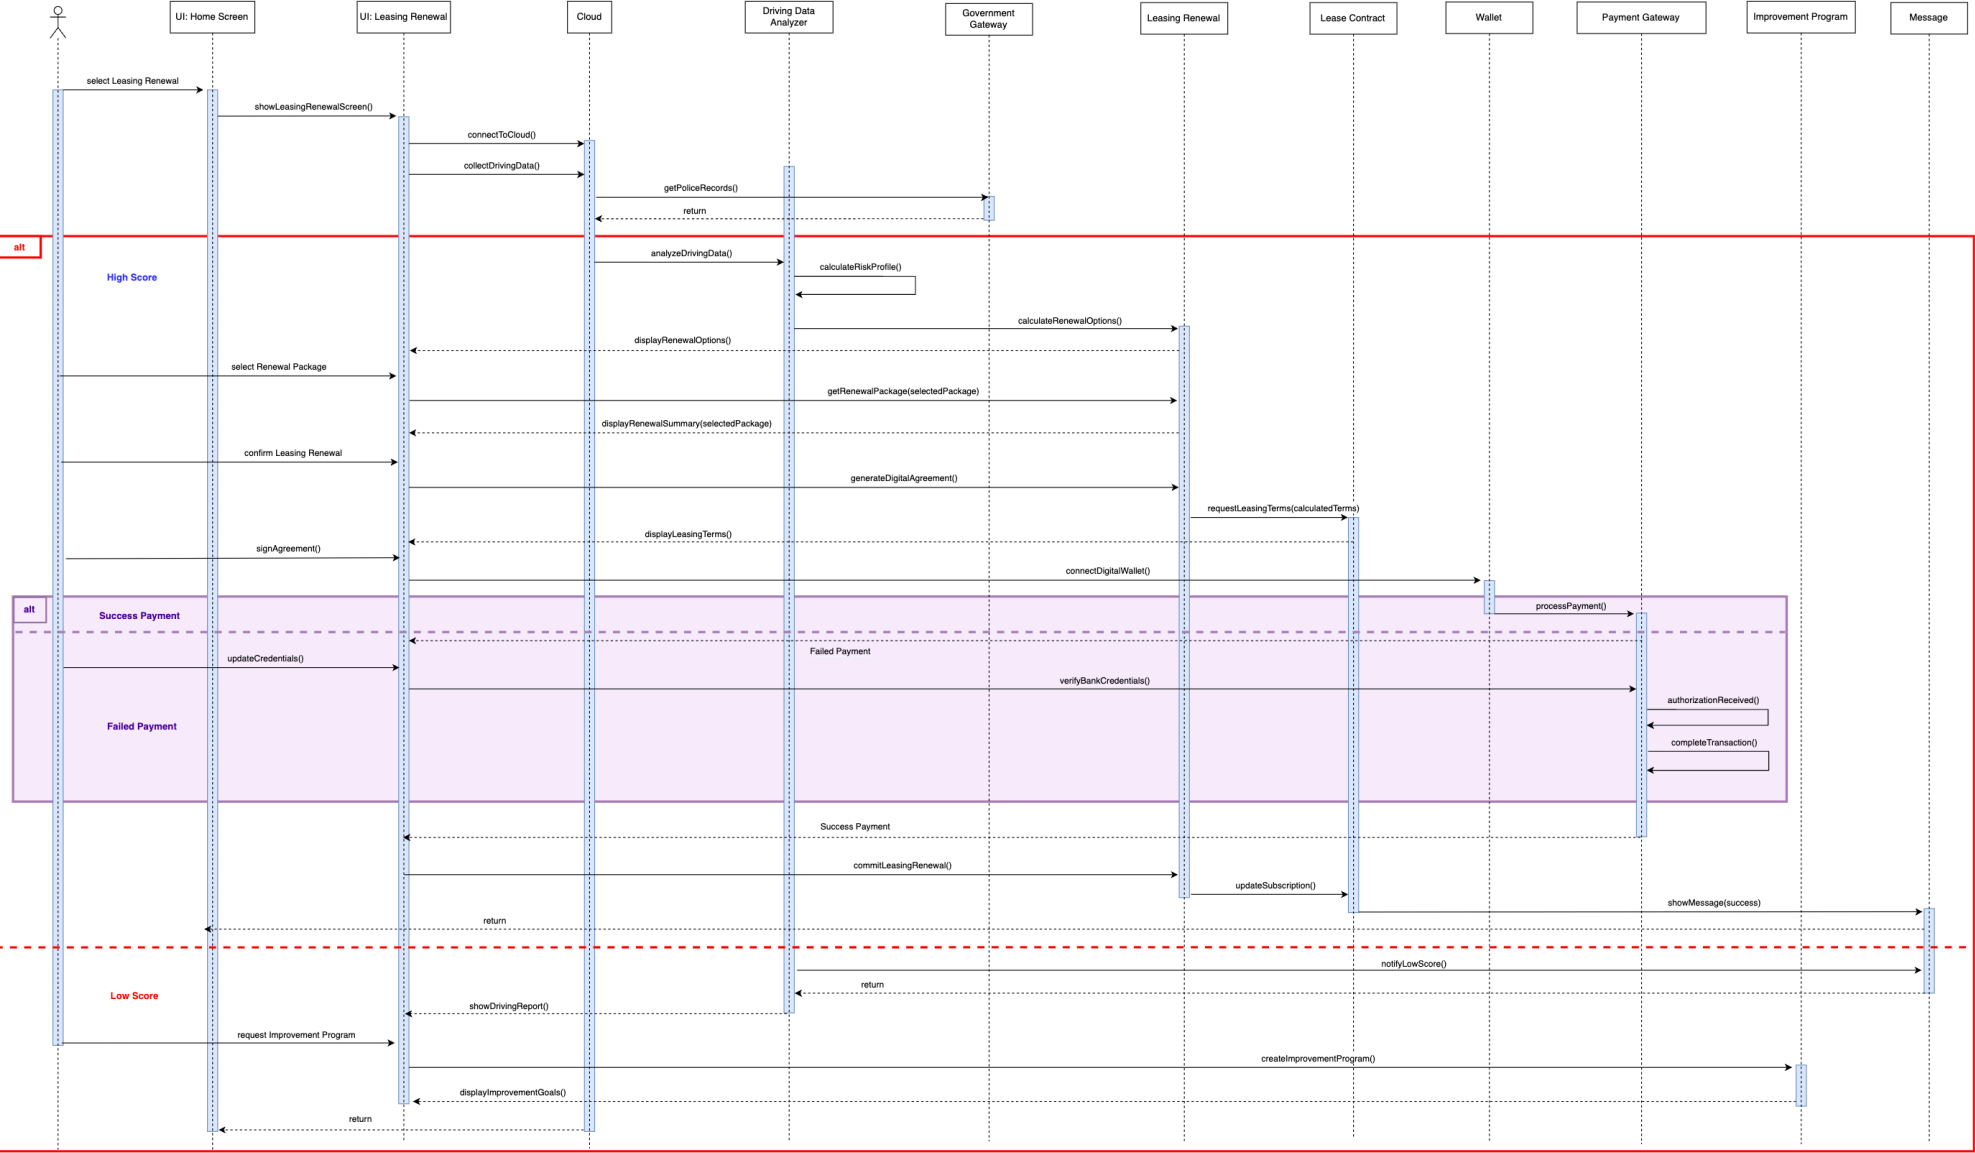 UI: Home Screen
UI: Leasing Renewal
Cloud
Driving Data
Analyzer
Government
Gateway
Leasing Renewal
Lease Contract
Wallet
Payment Gateway
Improvement Program
Message
select Leasing Renewal
showLeasingRenewalScreen()
connectToCloud()
collectDrivingData()
getPoliceRecords()
return
alt
High Score
analyzeDrivingData()
calculateRiskProfile()
calculateRenewalOptions()
displayRenewalOptions()
select Renewal Package
getRenewalPackage(selectedPackage)
displayRenewalSummary(selectedPackage)
confirm Leasing Renewal
generateDigitalAgreement()
requestLeasingTerms(calculatedTerms)
displayLeasingTerms()
signAgreement()
connectDigitalWallet()
alt
Success Payment
processPayment()
Failed Payment
updateCredentials()
verifyBankCredentials()
authorizationReceived()
Failed Payment
completeTransaction()
Success Payment
commitLeasingRenewal()
updateSubscription()
showMessage(success)
return
notifyLowScore()
return
Low Score
showDrivingReport()
request Improvement Program
createImprovementProgram()
displayImprovementGoals()
return